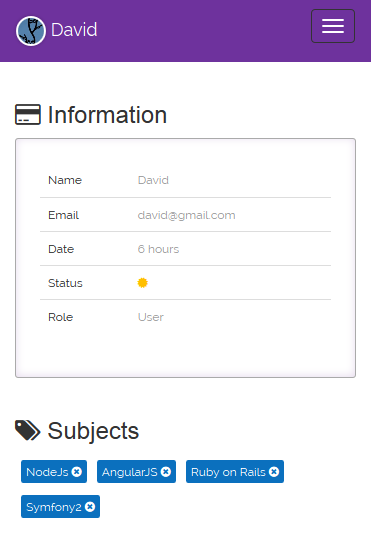 David
Information
Name David
Email david@gmail.com
Date 6 hours
Status
Role User
Subjects
NodeJs AngularJS Ruby on Rails
Symfony2